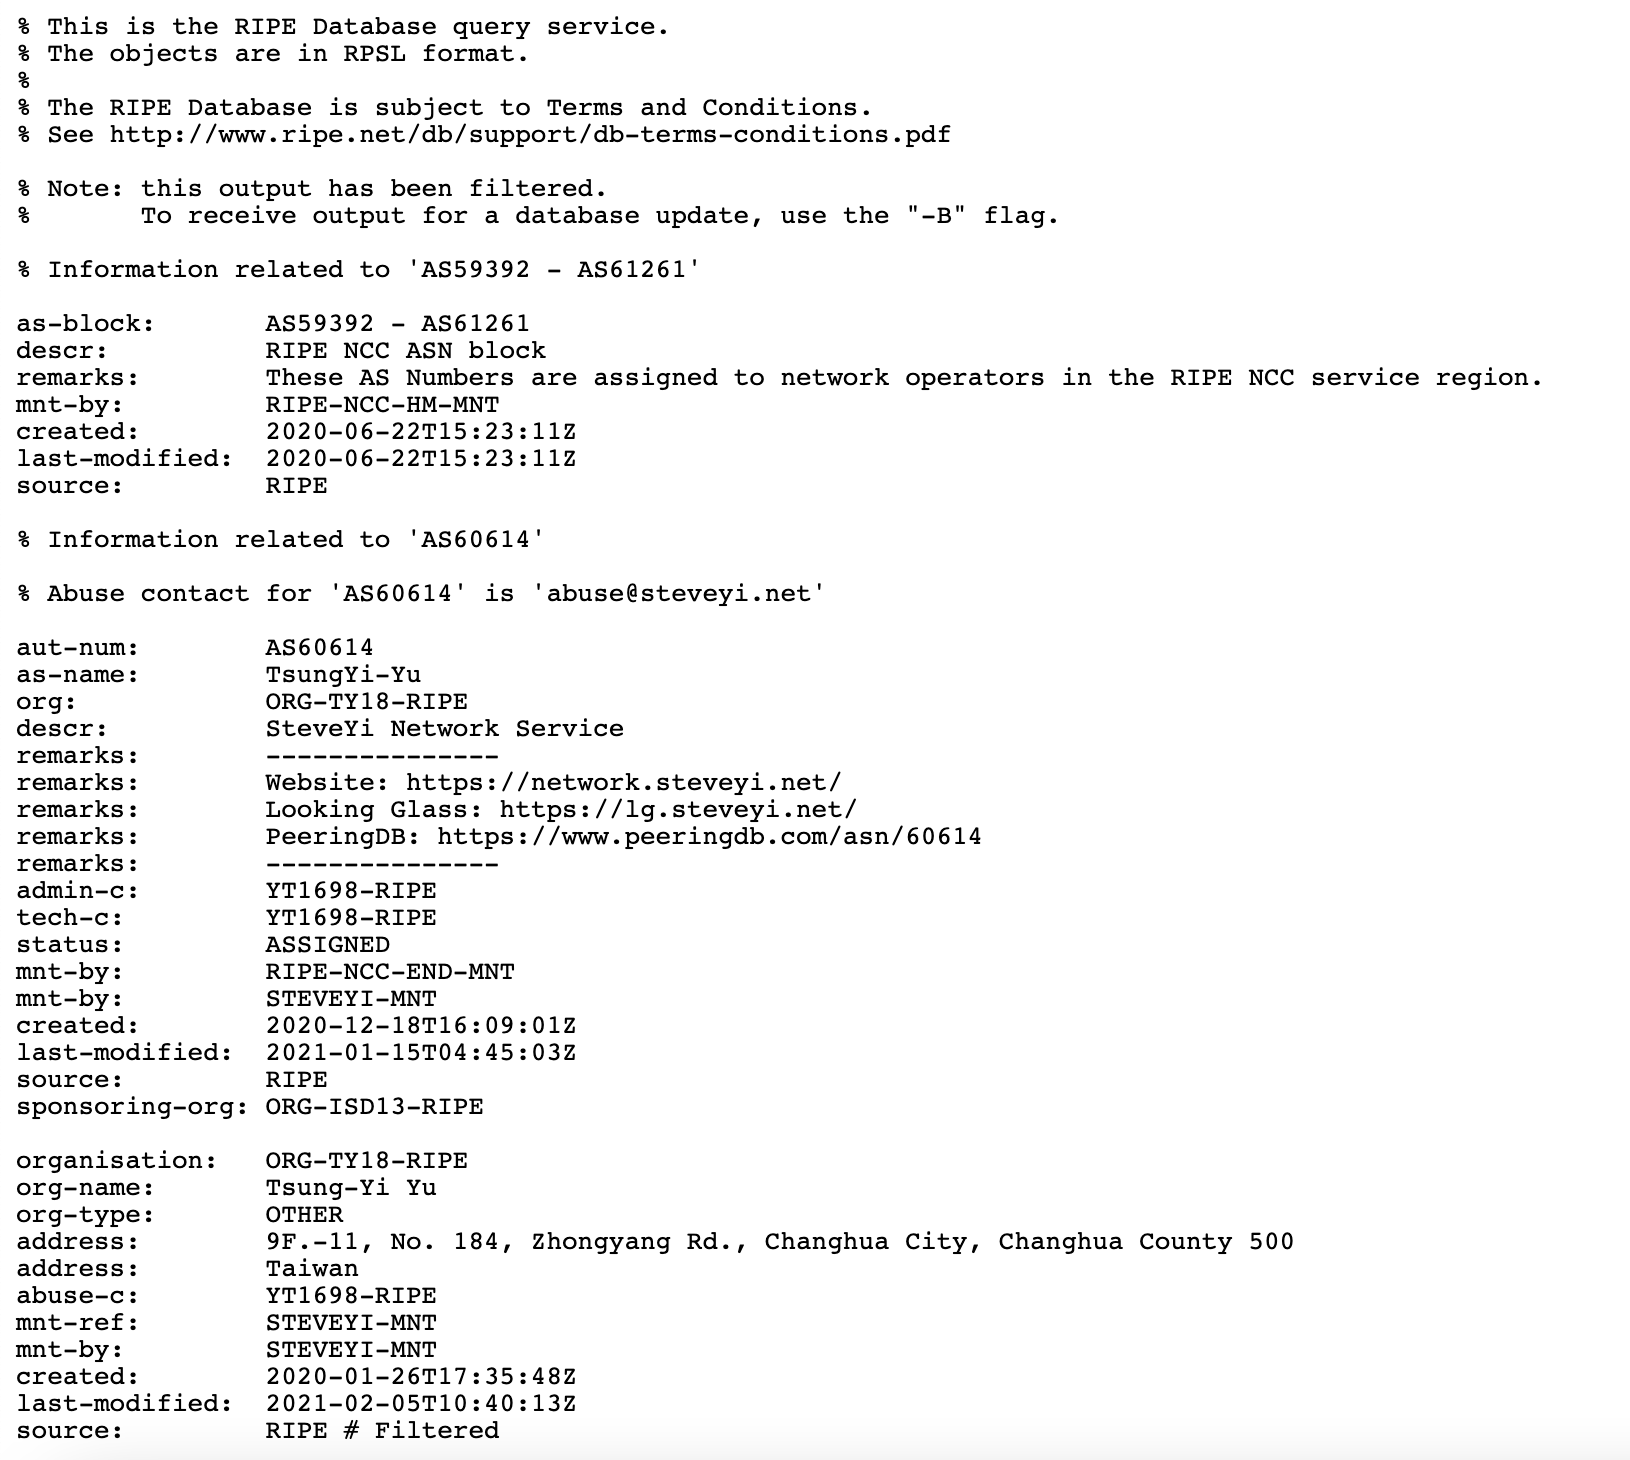 % This is the RIPE Database query service.
% The objects are in RPSL format.
%
% The RIPE Database is subject to Terms and Conditions.
% See http://www.ripe.net/db/support/db-terms-conditions.pdf

% Note: this output has been filtered.
%       To receive output for a database update, use the "-B" flag.

% Information related to 'AS59392 - AS61261'

as-block:       AS59392 - AS61261
descr:          RIPE NCC ASN block
remarks:        These AS Numbers are assigned to network operators in the RIPE NCC service region.
mnt-by:         RIPE-NCC-HM-MNT
created:        2020-06-22T15:23:11Z
last-modified:  2020-06-22T15:23:11Z
source:         RIPE

% Information related to 'AS60614'

% Abuse contact for 'AS60614' is 'abuse@steveyi.net'

aut-num:        AS60614
as-name:        TsungYi-Yu
org:            ORG-TY18-RIPE
descr:          SteveYi Network Service
remarks:        ---------------
remarks:        Website: https://network.steveyi.net/
remarks:        Looking Glass: https://lg.steveyi.net/
remarks:        PeeringDB: https://www.peeringdb.com/asn/60614
remarks:        ---------------
admin-c:        YT1698-RIPE
tech-c:         YT1698-RIPE
status:         ASSIGNED
mnt-by:         RIPE-NCC-END-MNT
mnt-by:         STEVEYI-MNT
created:        2020-12-18T16:09:01Z
last-modified:  2021-01-15T04:45:03Z
source:         RIPE
sponsoring-org: ORG-ISD13-RIPE

organisation:   ORG-TY18-RIPE
org-name:       Tsung-Yi Yu
org-type:       OTHER
address:        9F.-11, No. 184, Zhongyang Rd., Changhua City, Changhua County 500
address:        Taiwan
abuse-c:        YT1698-RIPE
mnt-ref:        STEVEYI-MNT
mnt-by:         STEVEYI-MNT
created:        2020-01-26T17:35:48Z
last-modified:  2021-02-05T10:40:13Z
source:         RIPE # Filtered